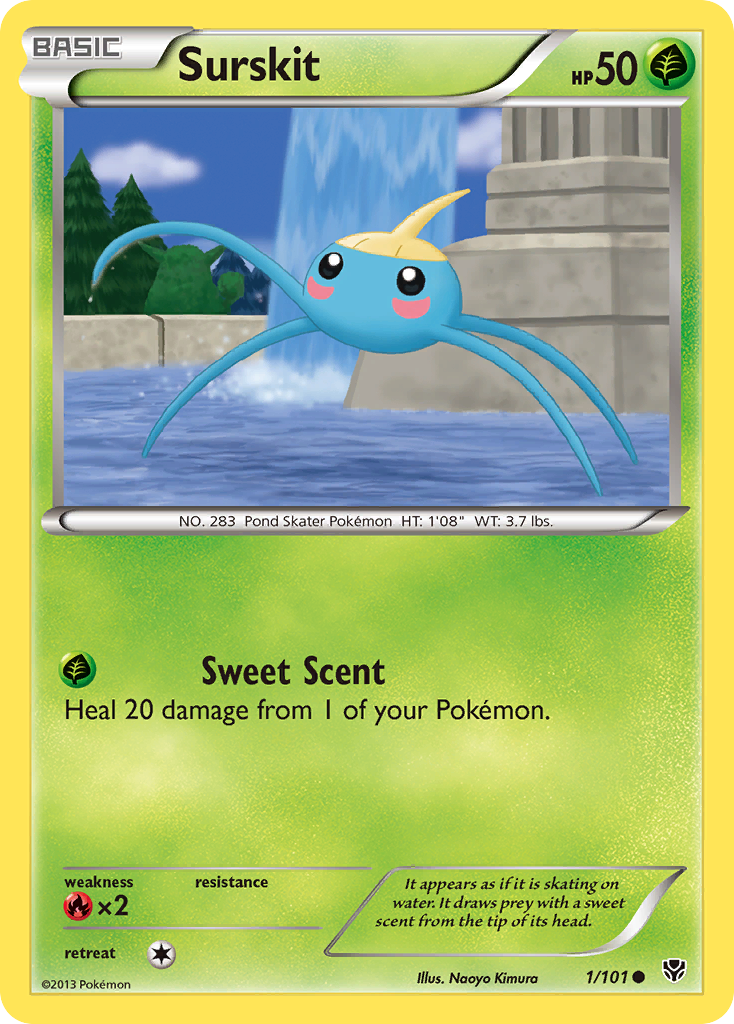 BASIC
Surskit
HP 50
NO. 283 Pond Skater Pokémon HT: 1'08" WT: 3.7 lbs.
Sweet Scent
Heal 20 damage from 1 of your Pokémon.
weakness
resistance
×2
It appears as if it is skating on
water. It draws prey with a sweet
scent from the tip of its head.
retreat
©2013 Pokémon
Illus. Naoyo Kimura
1/101